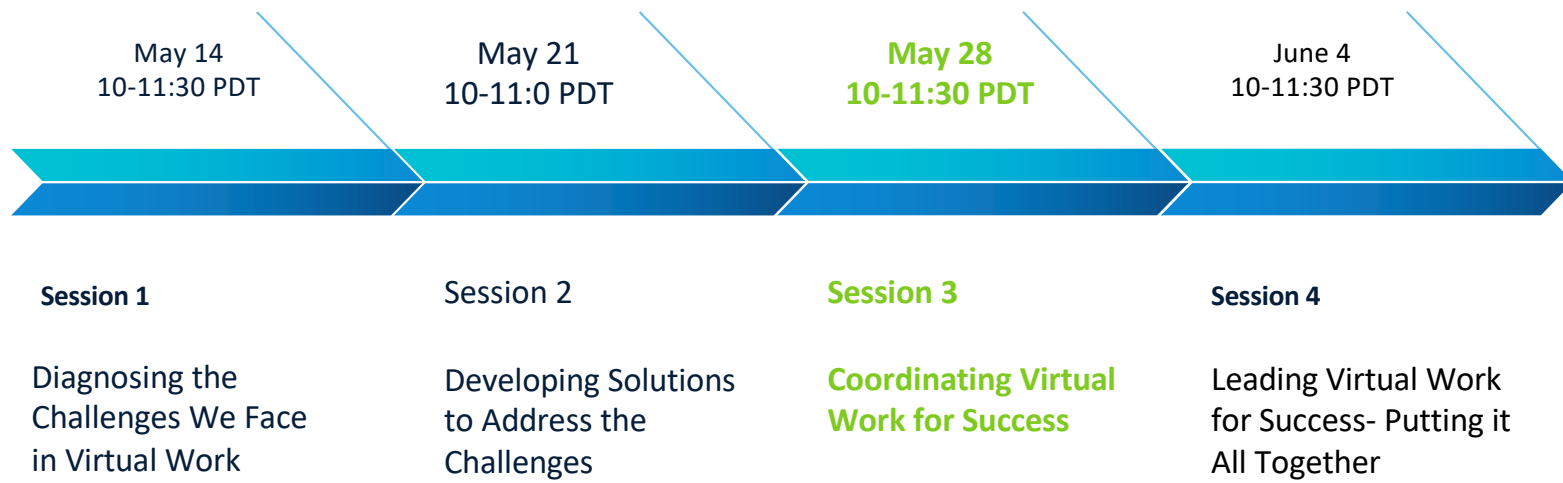 May 14
10-11:30 PDT
May 21
10-11:0 PDT
May 28
10-11:30 PDT
June 4
10-11:30 PDT
Session 1
Diagnosing the
Challenges We Face
in Virtual Work
Session 2
Developing Solutions
to Address the
Challenges
Session 3
Coordinating Virtual
Work for Success
Session 4
Leading Virtual Work
for Success- Putting it
All Together